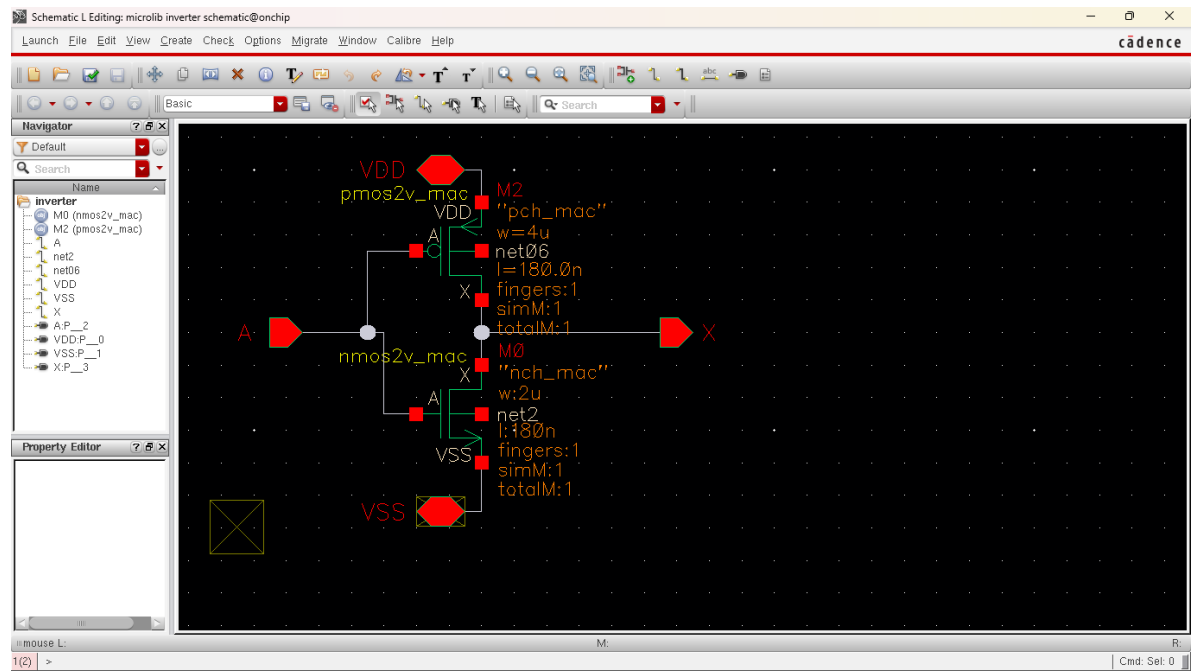 Schematic L Editing: microlib inverter schematic@onchip
Launch File Edit View Create Check Options Migrate Window Calibre Help
cādence
Basic
Search
Navigator
Default
Search
Name
inverter
M0 (nmos2v_mac)
M2 (pmos2v_mac)
A
net2
net06
VDD
VSS
X
A:P__2
VDD:P__0
VSS:P__1
X:P__3
Property Editor
VDD
pmos2v_mac
VDD
M2
"pch_mac"
w=4u
A
net06
l=180.0n
X
fingers:1
simM:1
totalM:1
A
X
nmos2v_mac
X
M0
"nch_mac"
w:2u
A
net2
l:180n
VSS
fingers:1
simM:1
totalM:1
VSS
mouse L:
M:
R:
1(2)
>
Cmd: Sel: 0